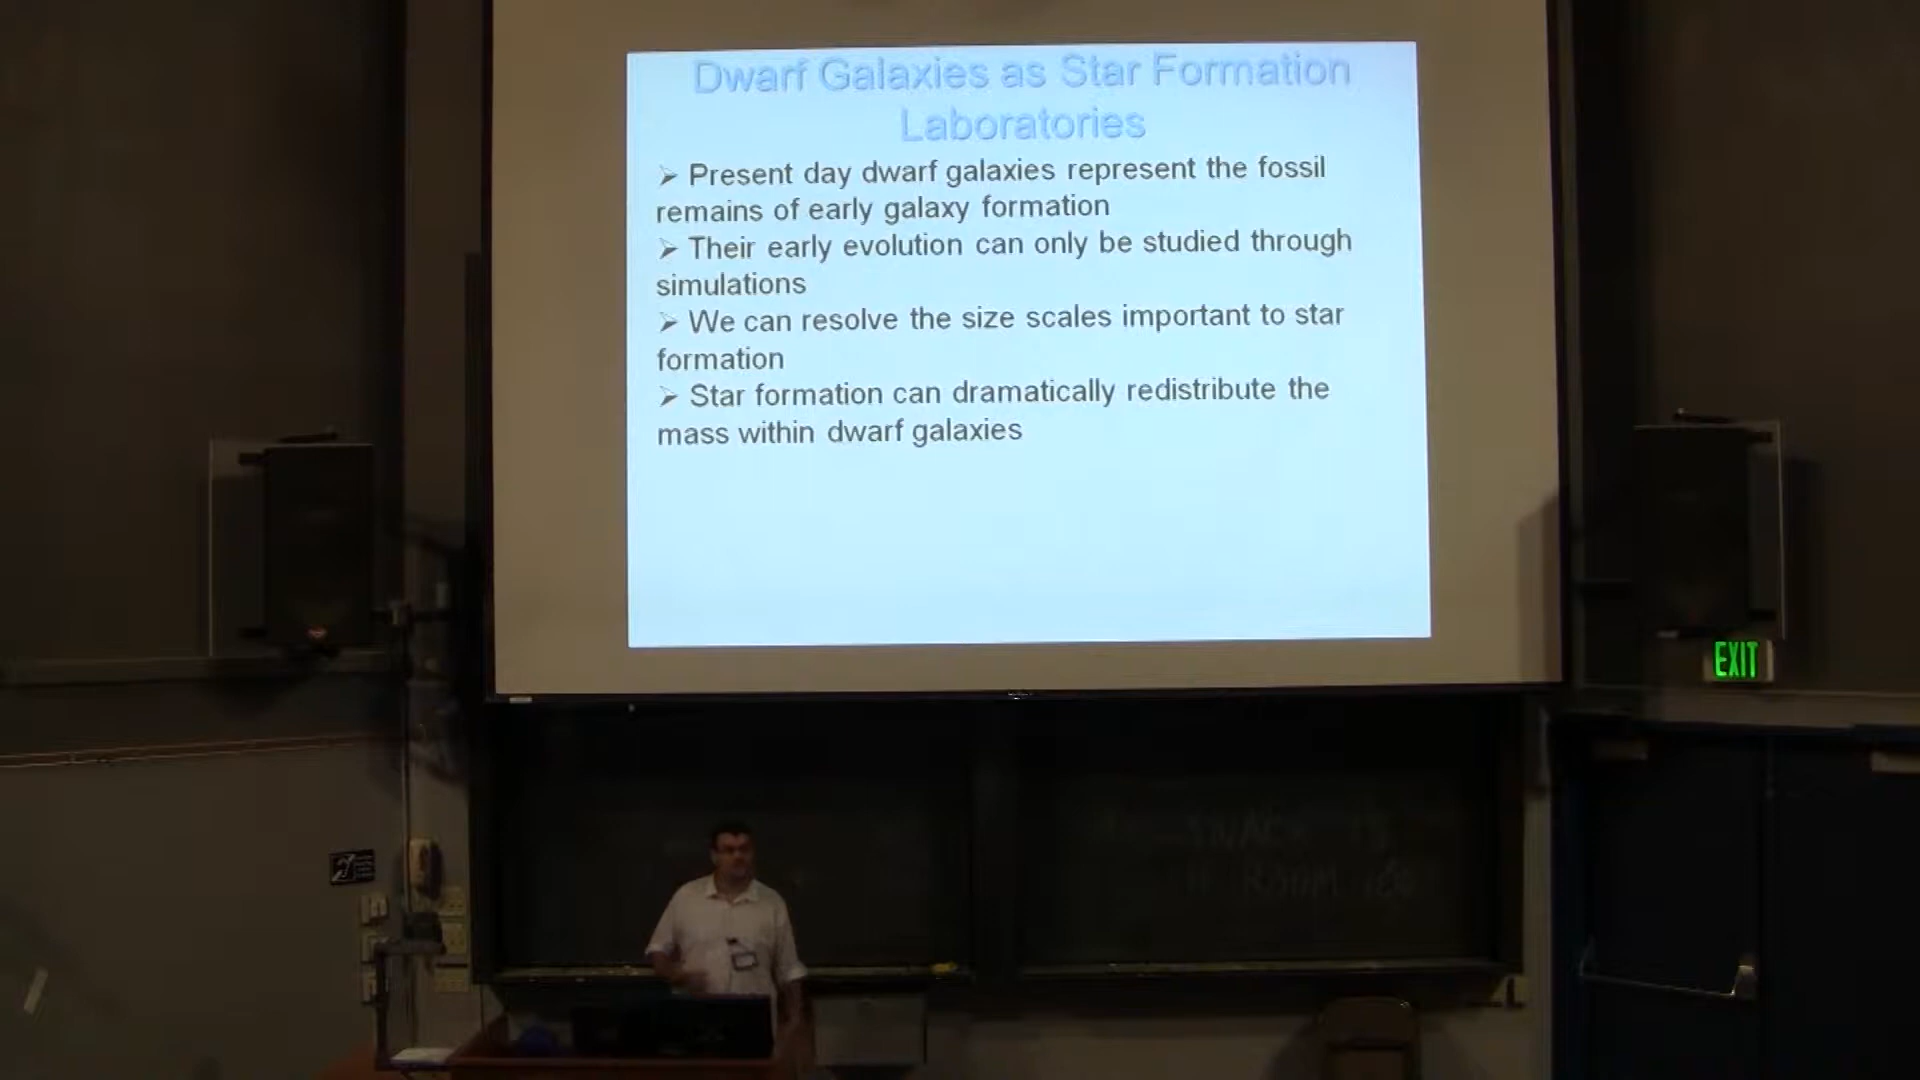 Dwarf Galaxies as Star Formation
Laboratories
➢ Present day dwarf galaxies represent the fossil
remains of early galaxy formation
➢ Their early evolution can only be studied through
simulations
➢ We can resolve the size scales important to star
formation
➢ Star formation can dramatically redistribute the
mass within dwarf galaxies
EXIT
ROOM